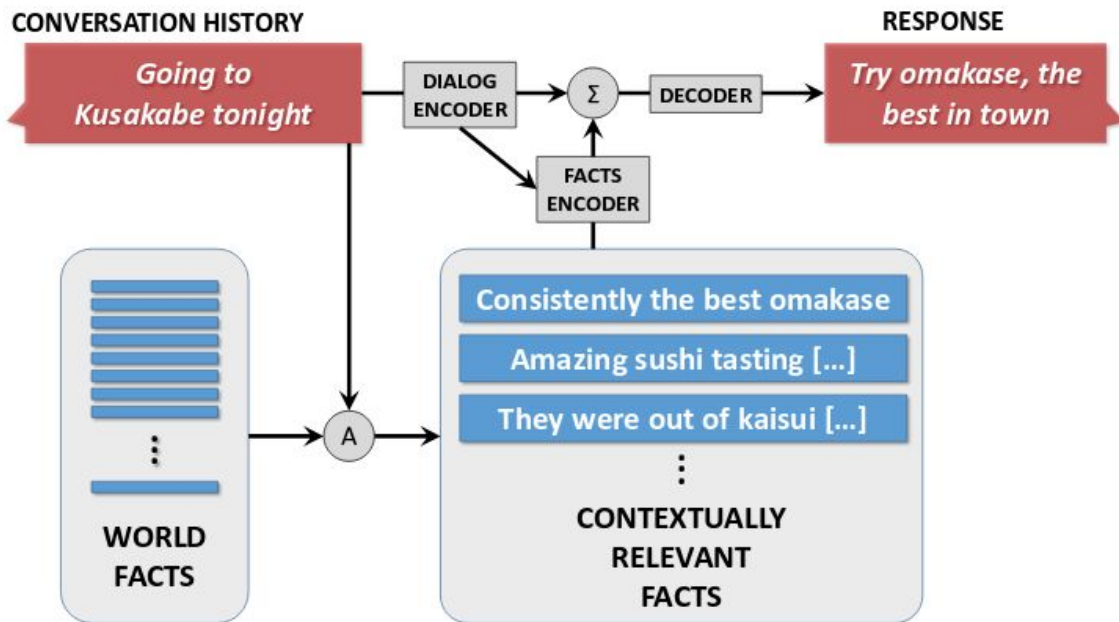 CONVERSATION HISTORY
RESPONSE
Going to
Kusakabe tonight
DIALOG
ENCODER
Σ
DECODER
Try omakase, the
best in town
FACTS
ENCODER
Consistently the best omakase
Amazing sushi tasting [...]
They were out of kaisui [...]
A
WORLD
FACTS
CONTEXTUALLY
RELEVANT
FACTS